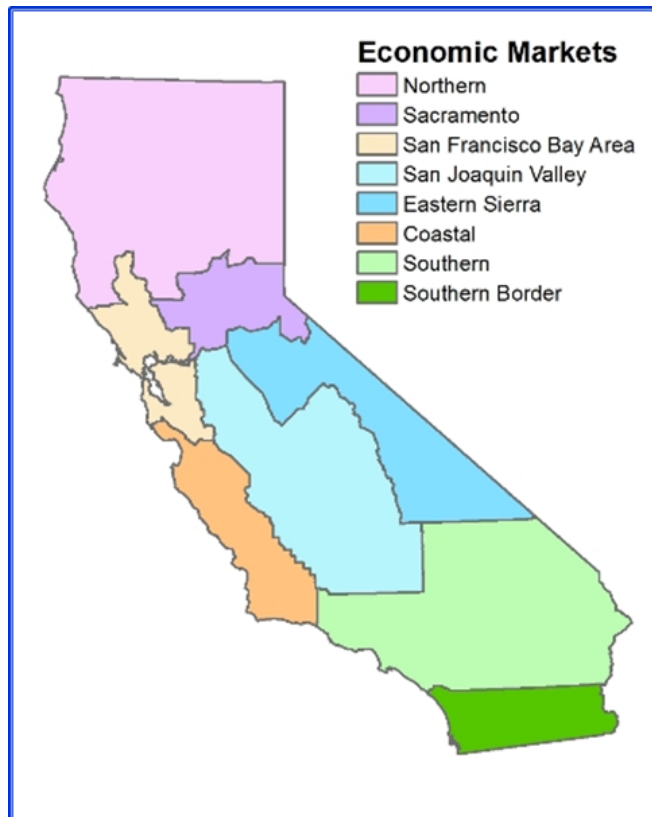 Economic Markets
Northern
Sacramento
San Francisco Bay Area
San Joaquin Valley
Eastern Sierra
Coastal
Southern
Southern Border